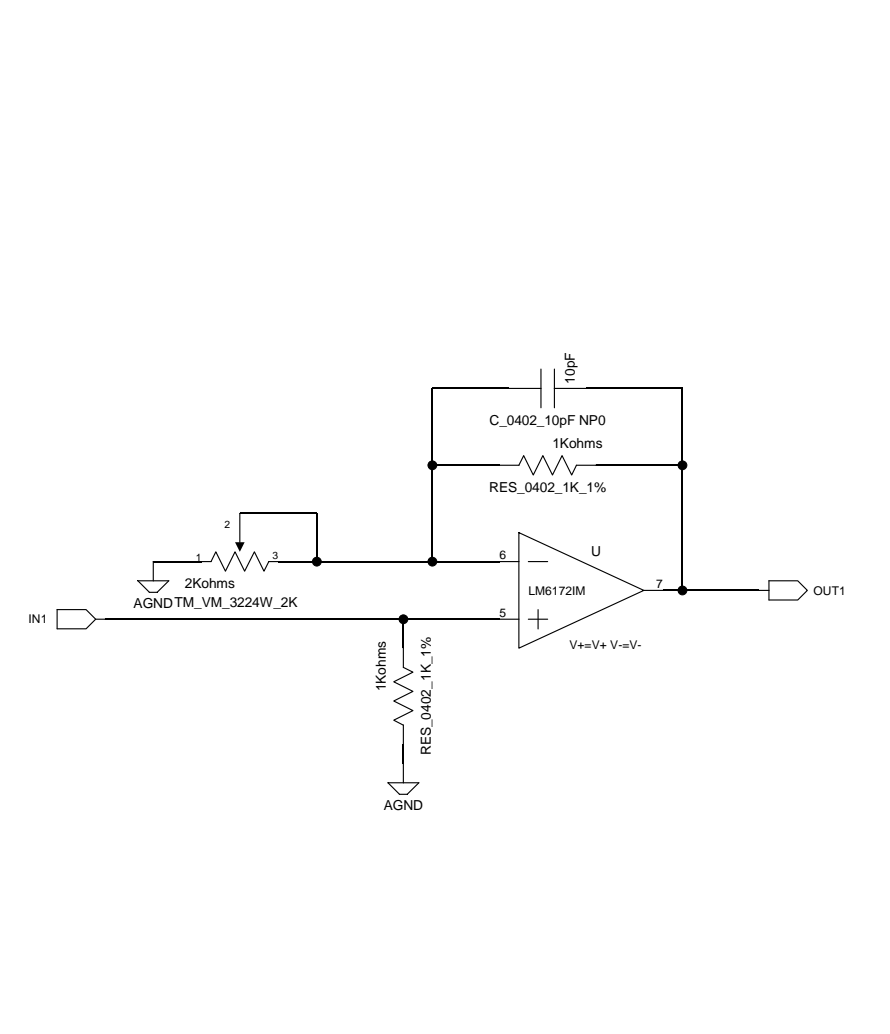 10pF
C_0402_10pF NP0
1Kohms
RES_0402_1K_1%
2
1
3
6
U
2Kohms
LM6172IM
7
OUT1
AGND
TM_VM_3224W_2K
IN1
5
V+=V+ V-=V-
1Kohms
RES_0402_1K_1%
AGND